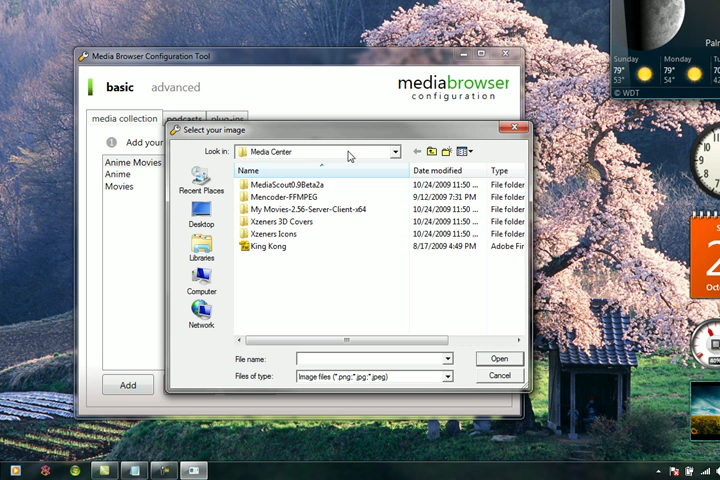 Media Browser Configuration Tool
basic advanced
mediabrowser
configuration
media collection podcasts plug-ins
1 Add your
Anime Movies
Anime
Movies
Add
Select your image
Look in: Media Center
Name Date modified Type
MediaScout0.9Beta2a 10/24/2009 11:50 ... File folder
Mencoder-FFMPEG 9/12/2009 7:31 PM File folder
My Movies-2.56-Server-Client-x64 10/24/2009 11:50 ... File folder
Xzeners 3D Covers 10/24/2009 11:50 ... File folder
Xzeners Icons 10/24/2009 11:50 ... File folder
King Kong 8/17/2009 4:49 PM Adobe Fir
Recent Places
Desktop
Libraries
Computer
Network
File name: Open
Files of type: Image files (*.png;*.jpg;*.jpeg) Cancel
Palm
Sunday Monday Tu
79° 79°
53° 54°
© WDT
Octo